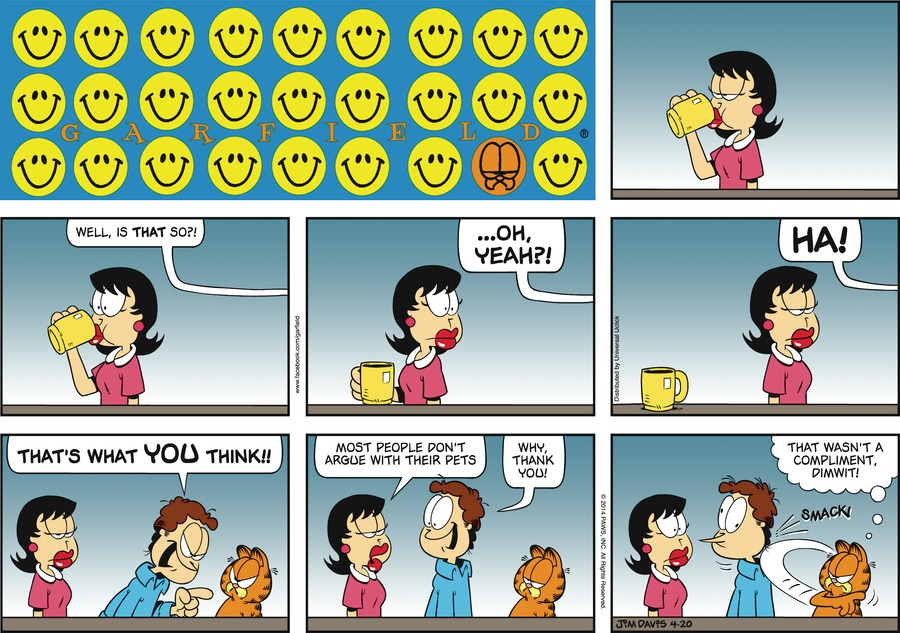 GARFIELD
®
WELL, IS THAT SO?!
www.facebook.com/garfield
...OH,
YEAH?!
Distributed by Universal Uclick
HA!
THAT'S WHAT YOU THINK!!
MOST PEOPLE DON'T
ARGUE WITH THEIR PETS
WHY,
THANK
YOU!
© 2014 PAWS, INC. All Rights Reserved.
THAT WASN'T A
COMPLIMENT,
DIMWIT!
SMACK!
JIM DAVIS 4-20